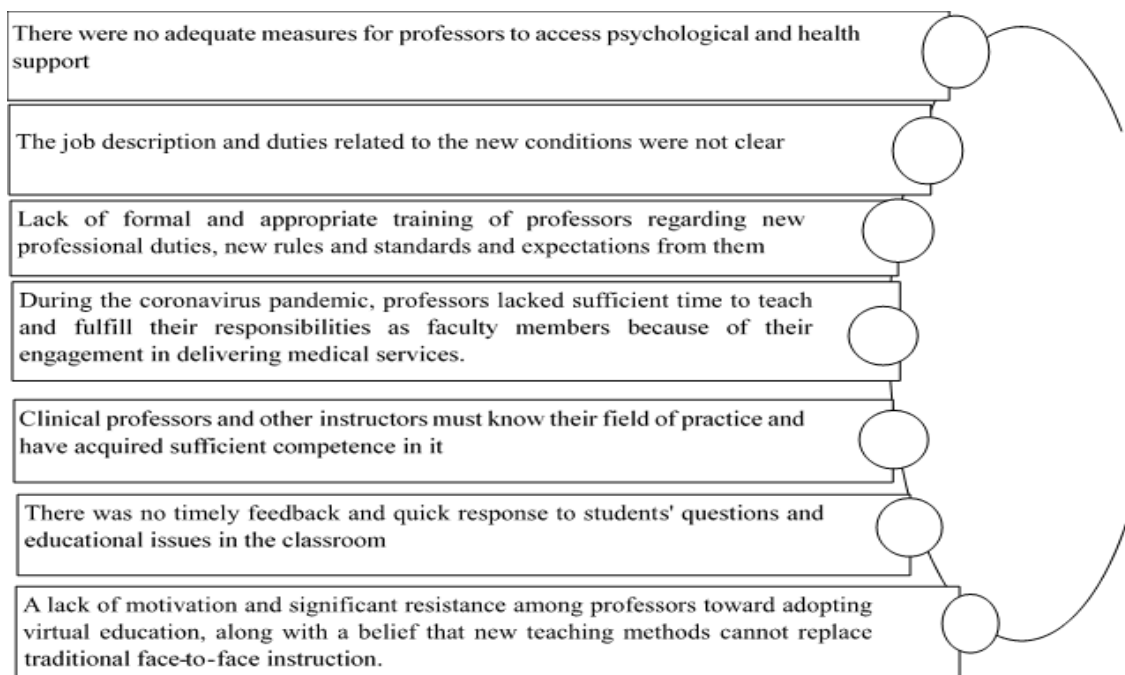 There were no adequate measures for professors to access psychological and health
support
The job description and duties related to the new conditions were not clear
Lack of formal and appropriate training of professors regarding new
professional duties, new rules and standards and expectations from them
During the coronavirus pandemic, professors lacked sufficient time to teach
and fulfill their responsibilities as faculty members because of their
engagement in delivering medical services.
Clinical professors and other instructors must know their field of practice and
have acquired sufficient competence in it
There was no timely feedback and quick response to students' questions and
educational issues in the classroom
A lack of motivation and significant resistance among professors toward adopting
virtual education, along with a belief that new teaching methods cannot replace
traditional face-to-face instruction.